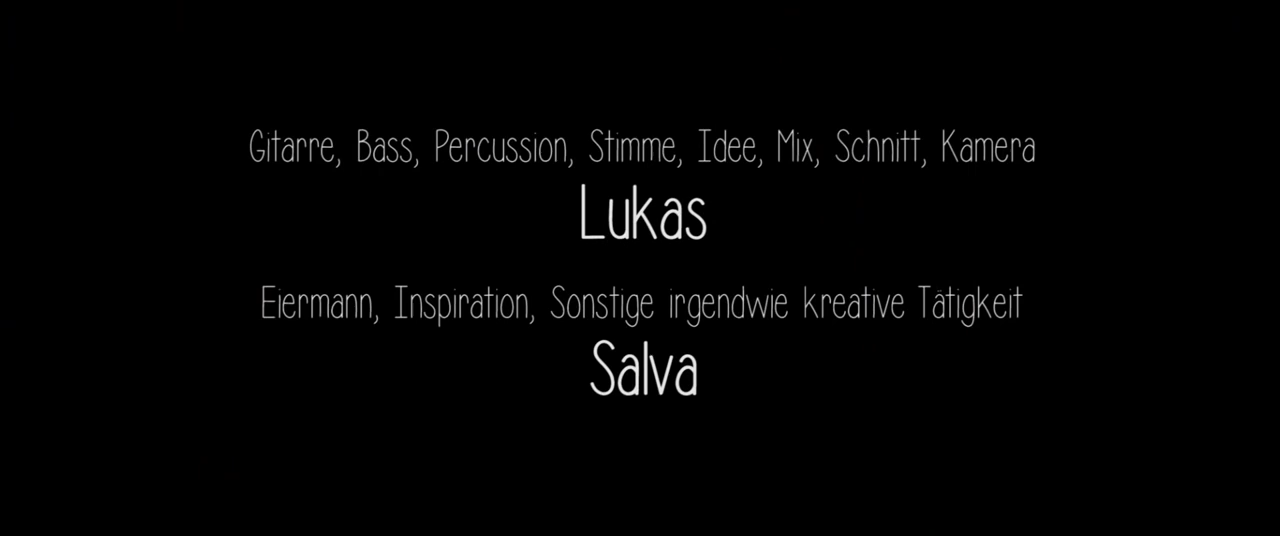 Gitarre, Bass, Percussion, Stimme, Idee, Mix, Schnitt, Kamera
Lukas
Eiermann, Inspiration, Sonstige irgendwie kreative Tätigkeit
Salva